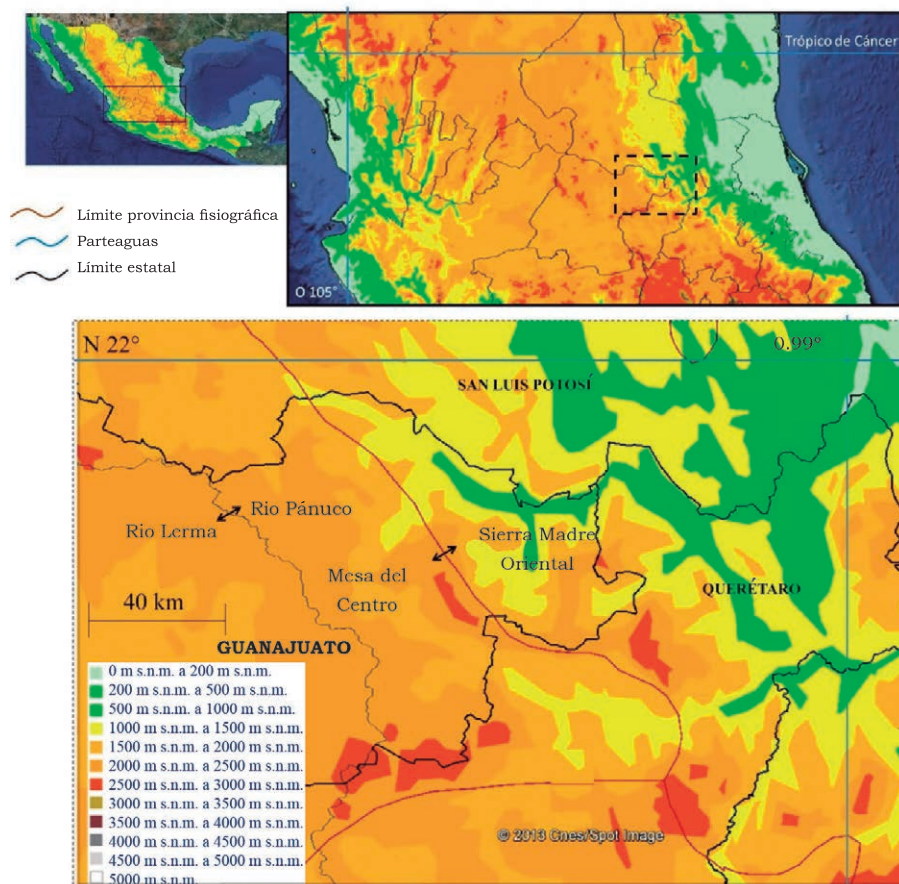 Trópico de Cáncer
Límite provincia fisiográfica
Parteaguas
Límite estatal
O 105°
N 22°
0.99°
SAN LUIS POTOSÍ
Rio Pánuco
Rio Lerma
Sierra Madre
Oriental
Mesa del
Centro
QUERÉTARO
40 km
GUANAJUATO
0 m s.n.m. a 200 m s.n.m.
200 m s.n.m. a 500 m s.n.m.
500 m s.n.m. a 1000 m s.n.m.
1000 m s.n.m. a 1500 m s.n.m.
1500 m s.n.m. a 2000 m s.n.m.
2000 m s.n.m. a 2500 m s.n.m.
2500 m s.n.m. a 3000 m s.n.m.
3000 m s.n.m. a 3500 m s.n.m.
3500 m s.n.m. a 4000 m s.n.m.
4000 m s.n.m. a 4500 m s.n.m.
4500 m s.n.m. a 5000 m s.n.m.
5000 m s.n.m.
© 2013 Cnes/Spot Image